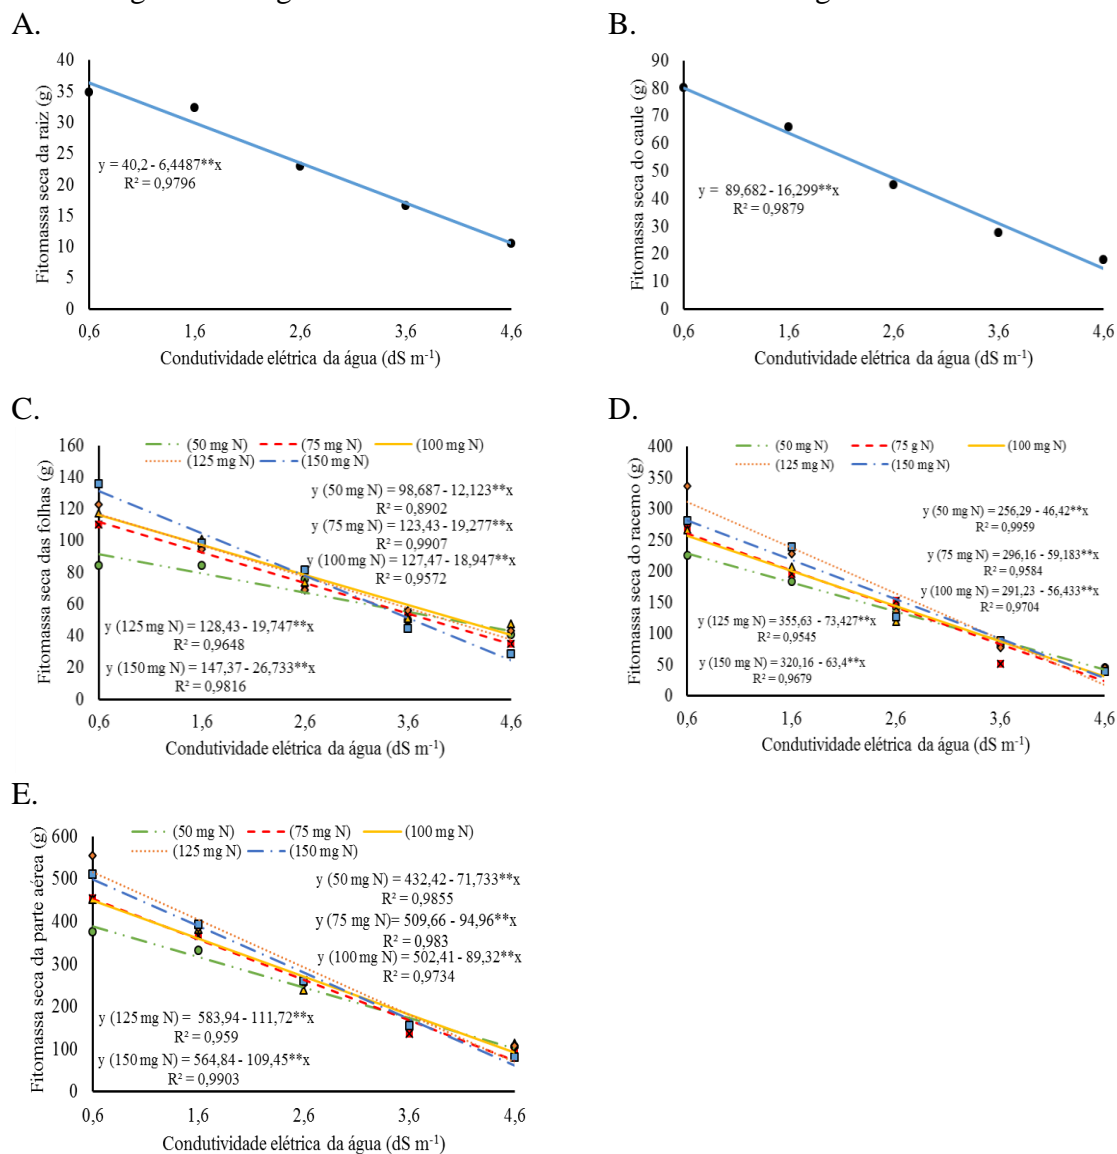 A.
Fitomassa seca da raiz (g)
40
35
30
25
20
15
10
5
0
y = 40,2 - 6,4487**x
R² = 0,9796
0,6 1,6 2,6 3,6 4,6
Condutividade elétrica da água (dS m⁻¹)
B.
Fitomassa seca do caule (g)
90
80
70
60
50
40
30
20
10
0
y = 89,682 - 16,299**x
R² = 0,9879
0,6 1,6 2,6 3,6 4,6
Condutividade elétrica da água (dS m⁻¹)
C.
Fitomassa seca das folhas (g)
160
140
120
100
80
60
40
20
0
(50 mg N) (75 mg N) (100 mg N)
(125 mg N) (150 mg N)
y (50 mg N) = 98,687 - 12,123**x
R² = 0,8902
y (75 mg N) = 123,43 - 19,277**x
R² = 0,9907
y (100 mg N) = 127,47 - 18,947**x
R² = 0,9572
y (125 mg N) = 128,43 - 19,747**x
R² = 0,9648
y (150 mg N) = 147,37 - 26,733**x
R² = 0,9816
0,6 1,6 2,6 3,6 4,6
Condutividade elétrica da água (dS m⁻¹)
D.
Fitomassa seca do racemo (g)
400
350
300
250
200
150
100
50
0
(50 mg N) (75 g N) (100 mg N)
(125 mg N) (150 mg N)
y (50 mg N) = 256,29 - 46,42**x
R² = 0,9959
y (75 mg N) = 296,16 - 59,183**x
R² = 0,9584
y (100 mg N) = 291,23 - 56,433**x
R² = 0,9704
y (125 mg N) = 355,63 - 73,427**x
R² = 0,9545
y (150 mg N) = 320,16 - 63,4**x
R² = 0,9679
0,6 1,6 2,6 3,6 4,6
Condutividade elétrica da água (dS m⁻¹)
E.
Fitomassa seca da parte aérea (g)
600
500
400
300
200
100
0
(50 mg N) (75 mg N) (100 mg N)
(125 mg N) (150 mg N)
y (50 mg N) = 432,42 - 71,733**x
R² = 0,9855
y (75 mg N)= 509,66 - 94,96**x
R² = 0,983
y (100 mg N) = 502,41 - 89,32**x
R² = 0,9734
y (125 mg N) = 583,94 - 111,72**x
R² = 0,959
y (150 mg N) = 564,84 - 109,45**x
R² = 0,9903
0,6 1,6 2,6 3,6 4,6
Condutividade elétrica da água (dS m⁻¹)